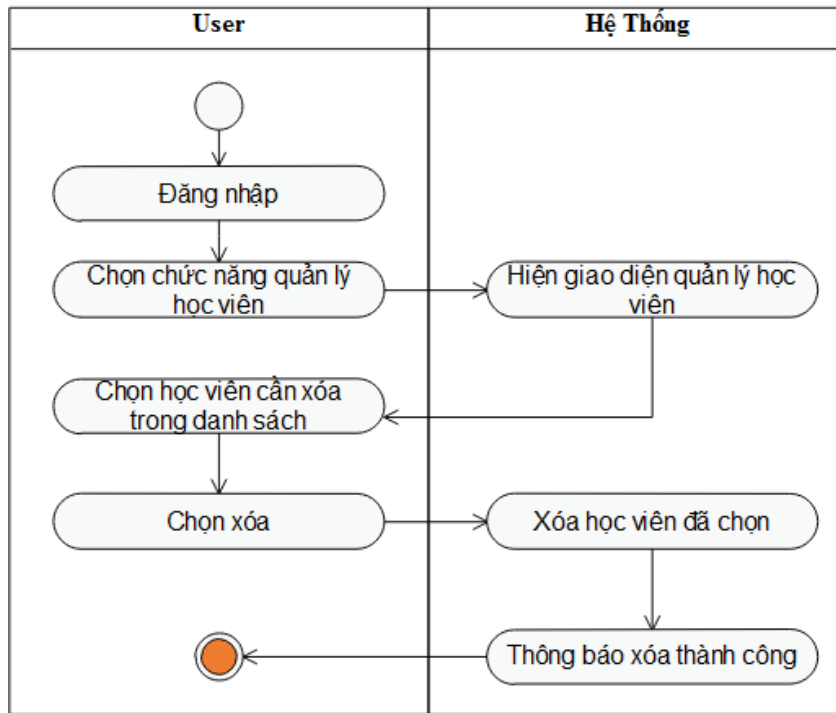 User
Hệ Thống
Đăng nhập
Chọn chức năng quản lý
học viên
Hiện giao diện quản lý học
viên
Chọn học viên cần xóa
trong danh sách
Chọn xóa
Xóa học viên đã chọn
Thông báo xóa thành công